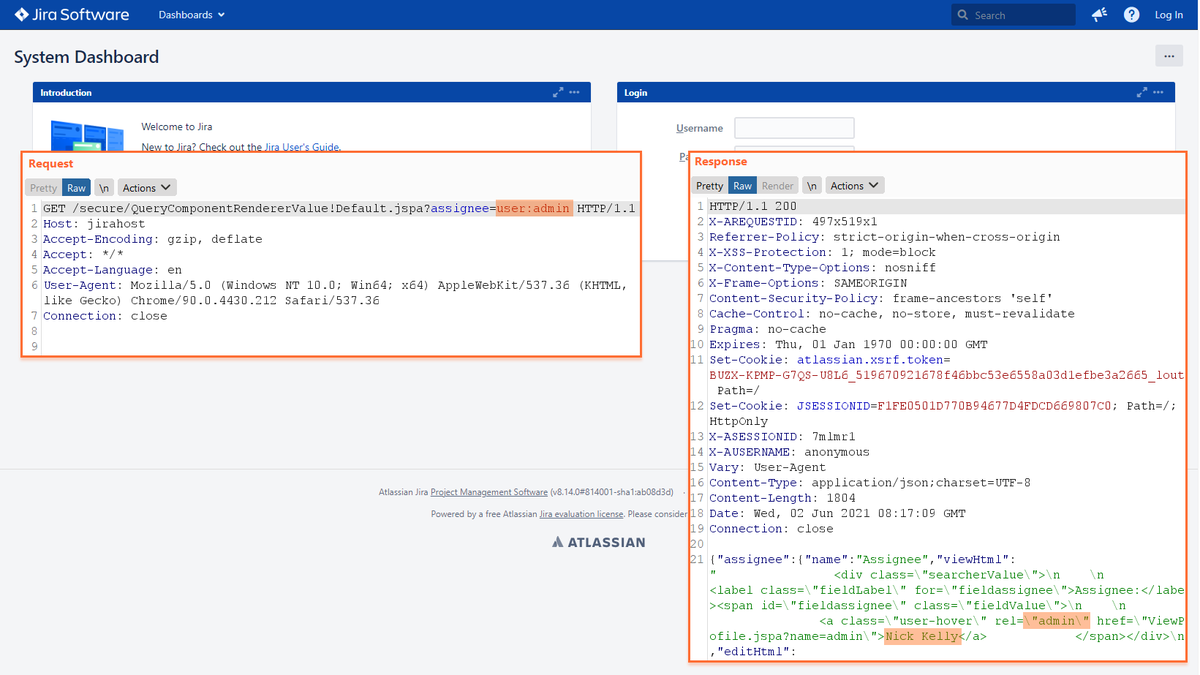 Jira Software Dashboards Search ? Log In
System Dashboard
Introduction
Login
Welcome to Jira
New to Jira? Check out the Jira User's Guide.
Username
Request
Pretty Raw \n Actions
1 GET /secure/QueryComponentRendererValue!Default.jspa?assignee=user:admin HTTP/1.1
2 Host: jirahost
3 Accept-Encoding: gzip, deflate
4 Accept: */*
5 Accept-Language: en
6 User-Agent: Mozilla/5.0 (Windows NT 10.0; Win64; x64) AppleWebKit/537.36 (KHTML,
like Gecko) Chrome/90.0.4430.212 Safari/537.36
7 Connection: close
8
9
Pa
Response
Pretty Raw Render \n Actions
1 HTTP/1.1 200
2 X-AREQUESTID: 497x519x1
3 Referrer-Policy: strict-origin-when-cross-origin
4 X-XSS-Protection: 1; mode=block
5 X-Content-Type-Options: nosniff
6 X-Frame-Options: SAMEORIGIN
7 Content-Security-Policy: frame-ancestors 'self'
8 Cache-Control: no-cache, no-store, must-revalidate
9 Pragma: no-cache
10 Expires: Thu, 01 Jan 1970 00:00:00 GMT
11 Set-Cookie: atlassian.xsrf.token=
BUZX-KPMP-G7QS-U8L6_519670921678f46bbc53e6558a03d1efbe3a2665_lout
Path=/
12 Set-Cookie: JSESSIONID=F1FE0501D770B94677D4FDCD669807C0; Path=/;
HttpOnly
13 X-ASESSIONID: 7mlmr1
14 X-AUSERNAME: anonymous
15 Vary: User-Agent
16 Content-Type: application/json;charset=UTF-8
17 Content-Length: 1804
18 Date: Wed, 02 Jun 2021 08:17:09 GMT
19 Connection: close
20
21 {"assignee":{"name":"Assignee","viewHtml":
" <div class=\"searcherValue\">\n \n
<label class=\"fieldLabel\" for=\"fieldassignee\">Assignee:</labe
><span id=\"fieldassignee\" class=\"fieldValue\">\n \n
<a class=\"user-hover\" rel=\"admin\" href=\"ViewP
ofile.jspa?name=admin\">Nick Kelly</a> </span></div>\n
,"editHtml":
Atlassian Jira Project Management Software (v8.14.0#814001-sha1:ab08d3d) ·
Powered by a free Atlassian Jira evaluation license. Please consider
ATLASSIAN